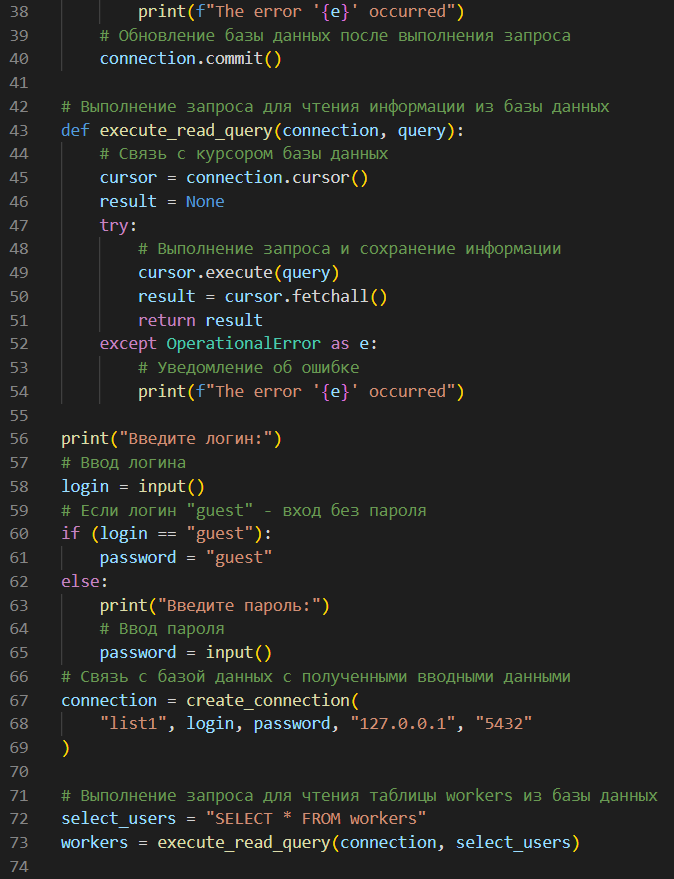 38 print(f"The error '{e}' occurred")
39 # Обновление базы данных после выполнения запроса
40 connection.commit()
41
42 # Выполнение запроса для чтения информации из базы данных
43 def execute_read_query(connection, query):
44 # Связь с курсором базы данных
45 cursor = connection.cursor()
46 result = None
47 try:
48 # Выполнение запроса и сохранение информации
49 cursor.execute(query)
50 result = cursor.fetchall()
51 return result
52 except OperationalError as e:
53 # Уведомление об ошибке
54 print(f"The error '{e}' occurred")
55
56 print("Введите логин:")
57 # Ввод логина
58 login = input()
59 # Если логин "guest" - вход без пароля
60 if (login == "guest"):
61 password = "guest"
62 else:
63 print("Введите пароль:")
64 # Ввод пароля
65 password = input()
66 # Связь с базой данных с полученными вводными данными
67 connection = create_connection(
68 "list1", login, password, "127.0.0.1", "5432"
69 )
70
71 # Выполнение запроса для чтения таблицы workers из базы данных
72 select_users = "SELECT * FROM workers"
73 workers = execute_read_query(connection, select_users)
74